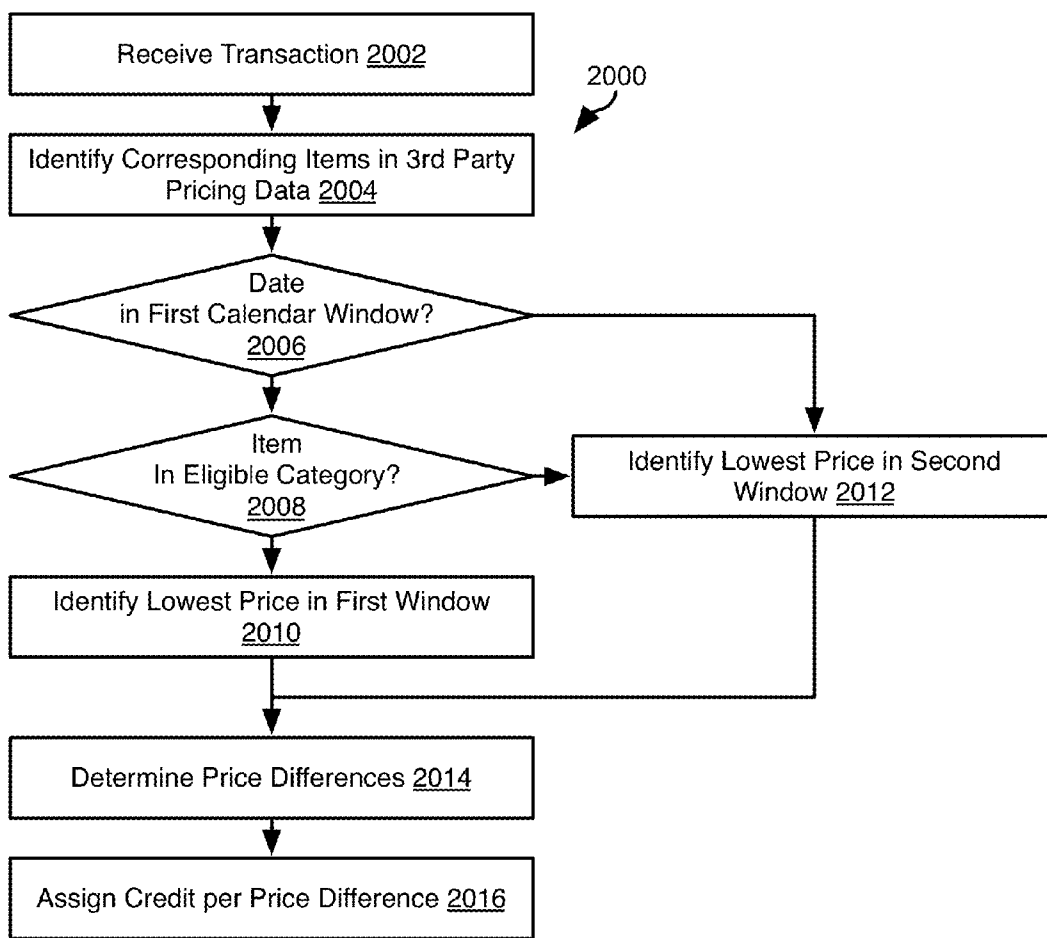 Receive Transaction 2002
2000
Identify Corresponding Items in 3rd Party
Pricing Data 2004
Date
in First Calendar Window?
2006
Item
In Eligible Category?
2008
Identify Lowest Price in Second
Window 2012
Identify Lowest Price in First Window
2010
Determine Price Differences 2014
Assign Credit per Price Difference 2016